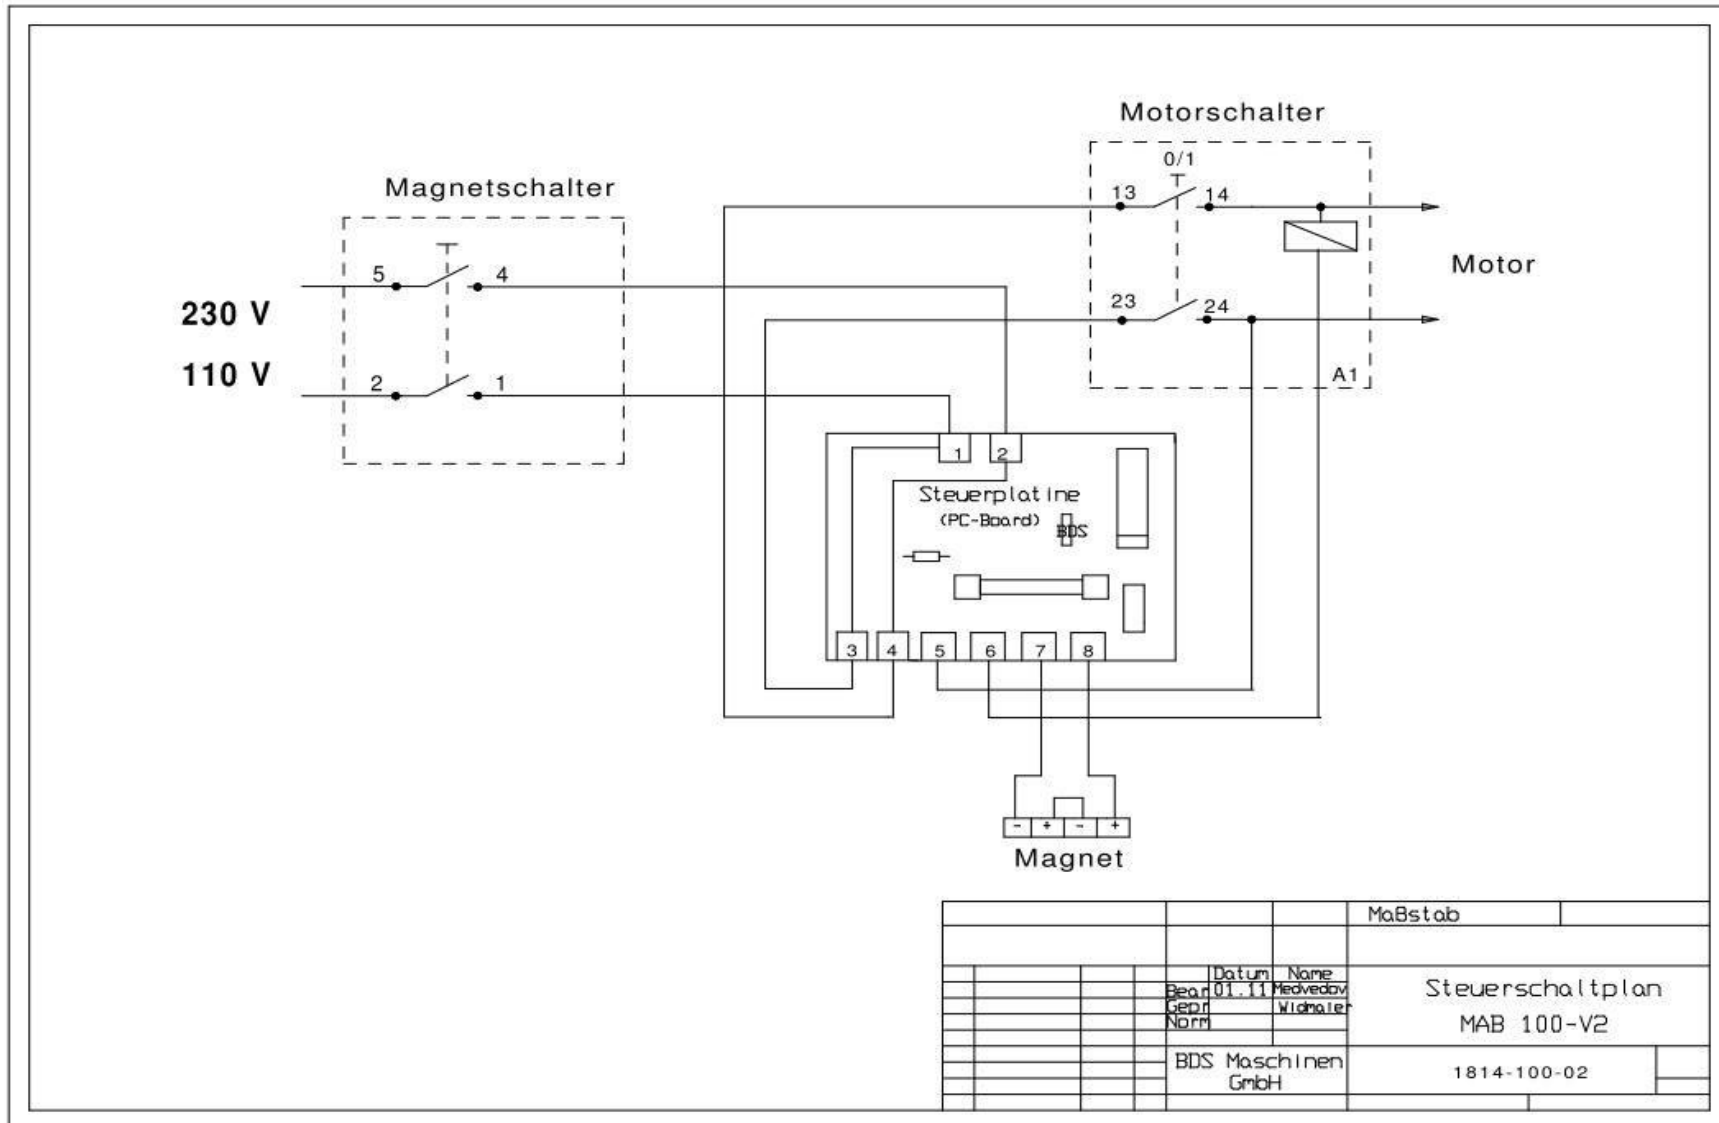 Motorschalter
0/1
13
14
Magnetschalter
5
4
230 V
Motor
23
24
110 V
2
1
A1
1
2
Steuerplatine
(PC-Board)
BDS
3
4
5
6
7
8
- + - +
Magnet
MaBstab
Datum Name
Bear 01.11 Medvedov
Gepr Widmaier
Norm
Steuerschaltplan
MAB 100-V2
BDS Maschinen
GmbH
1814-100-02